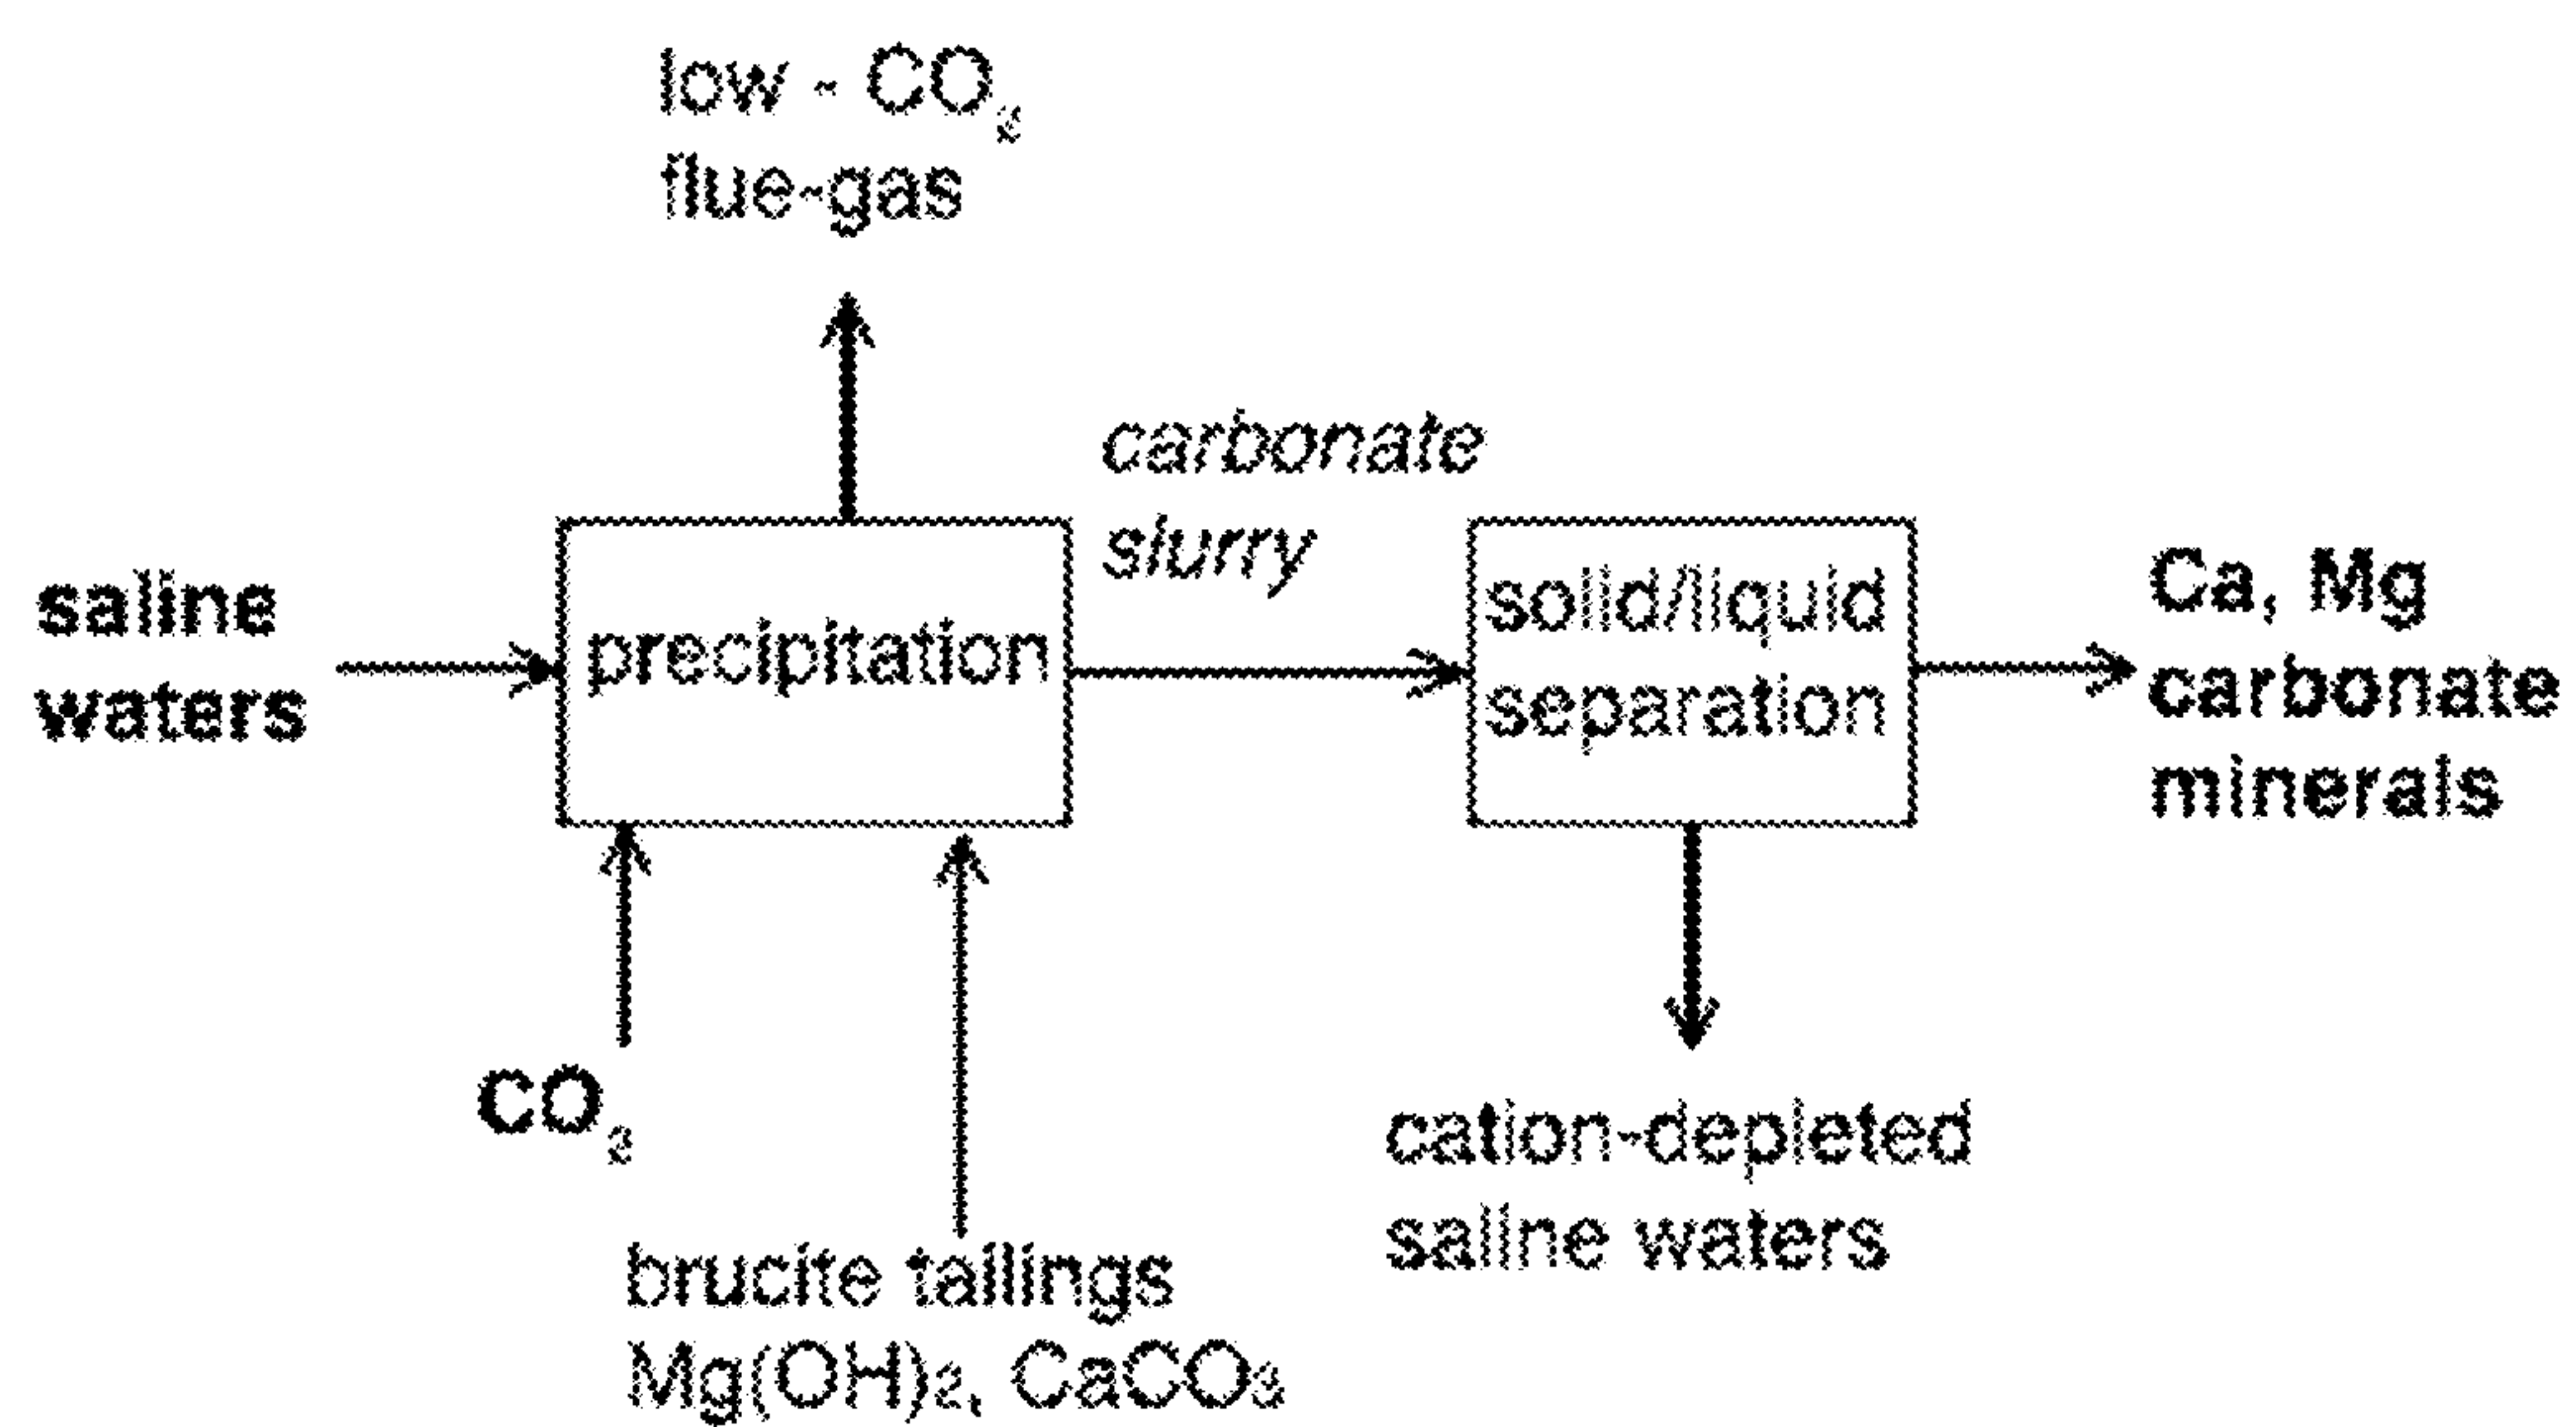 low - CO₂
flue-gas
carbonate
slurry
saline
waters
precipitation
solid/liquid
separation
Ca, Mg
carbonate
minerals
CO₂
brucite tailings
Mg(OH)₂, CaCO₃
cation-depleted
saline waters